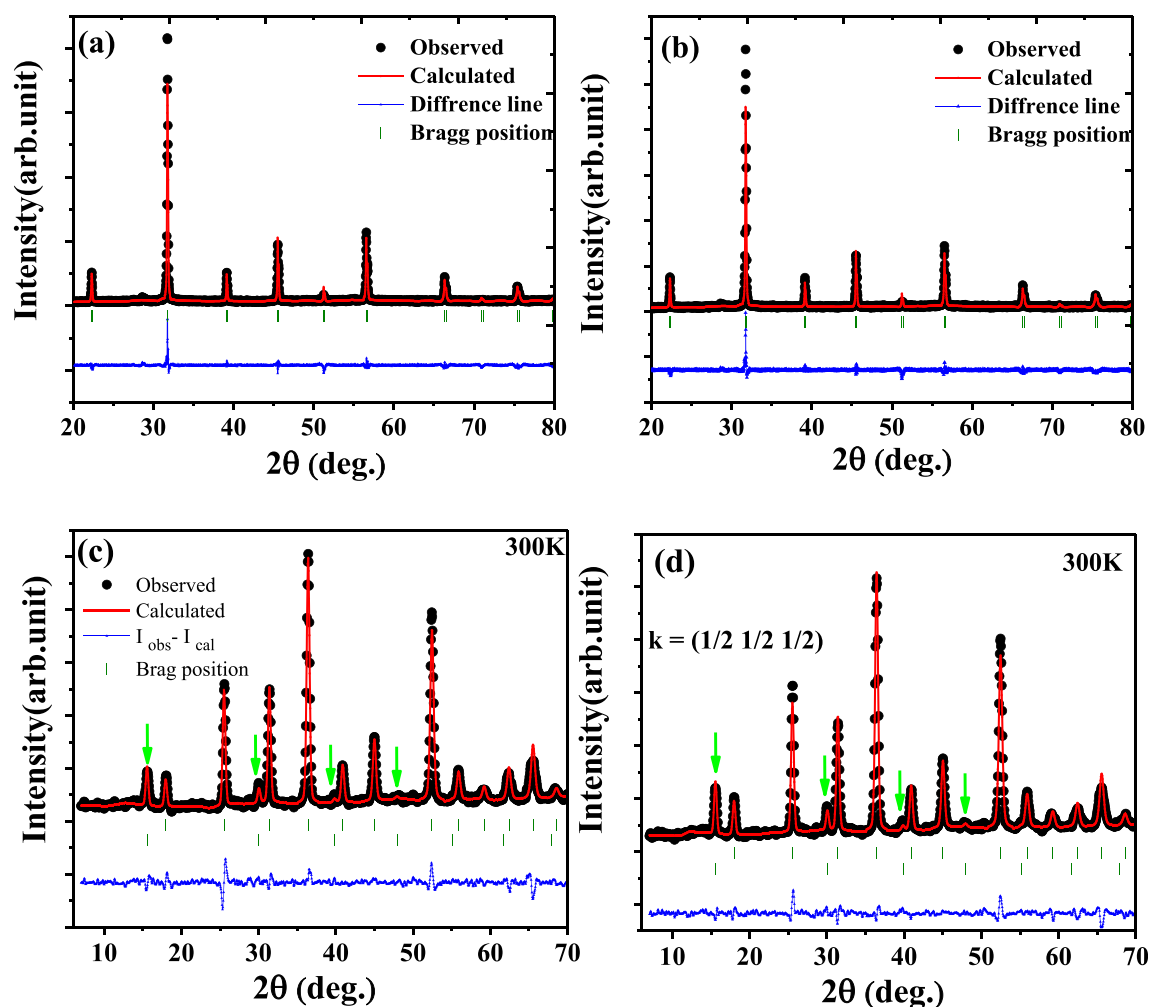 (a)
Observed
Calculated
Diffrence line
Bragg position
Intensity(arb.unit)
20 30 40 50 60 70 80
2θ (deg.)
(b)
Observed
Calculated
Diffrence line
Bragg position
Intensity(arb.unit)
20 30 40 50 60 70 80
2θ (deg.)
(c)
300K
Observed
Calculated
I obs- I cal
Brag position
Intensity(arb.unit)
10 20 30 40 50 60 70
2θ (deg.)
(d)
300K
k = (1/2 1/2 1/2)
Intensity(arb.unit)
10 20 30 40 50 60 70
2θ (deg.)